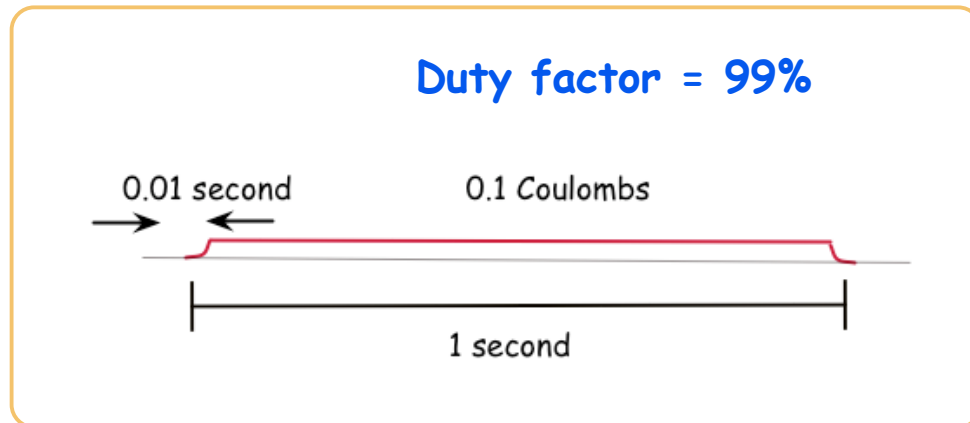 Duty factor = 99%
0.01 second
0.1 Coulombs
1 second